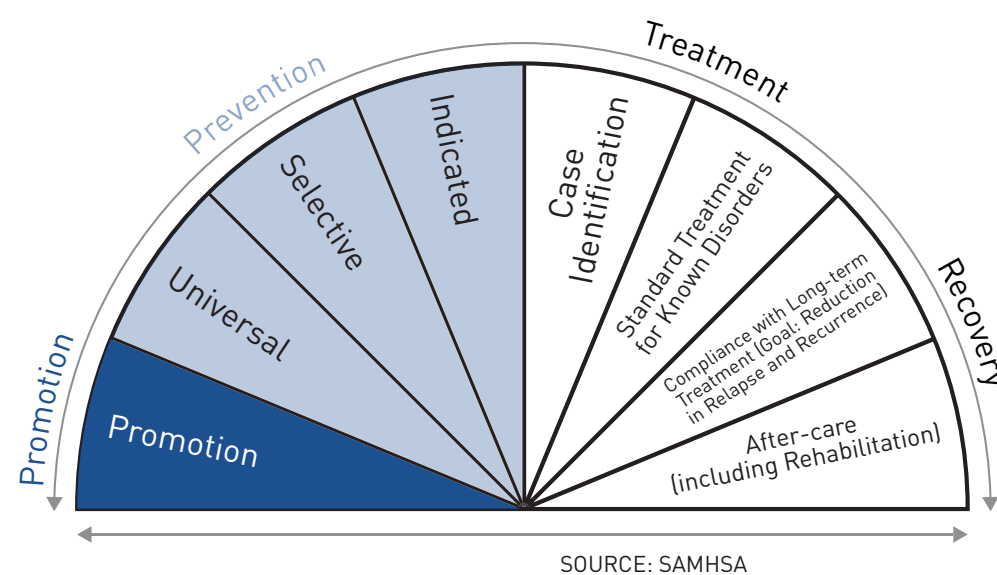 Promotion
Prevention
Treatment
Recovery
Promotion
Universal
Selective
Indicated
Case
Identification
Standard Treatment
for Known Disorders
Compliance with Long-term
Treatment (Goal: Reduction
in Relapse and Recurrence)
After-care
(including Rehabilitation)
SOURCE: SAMHSA